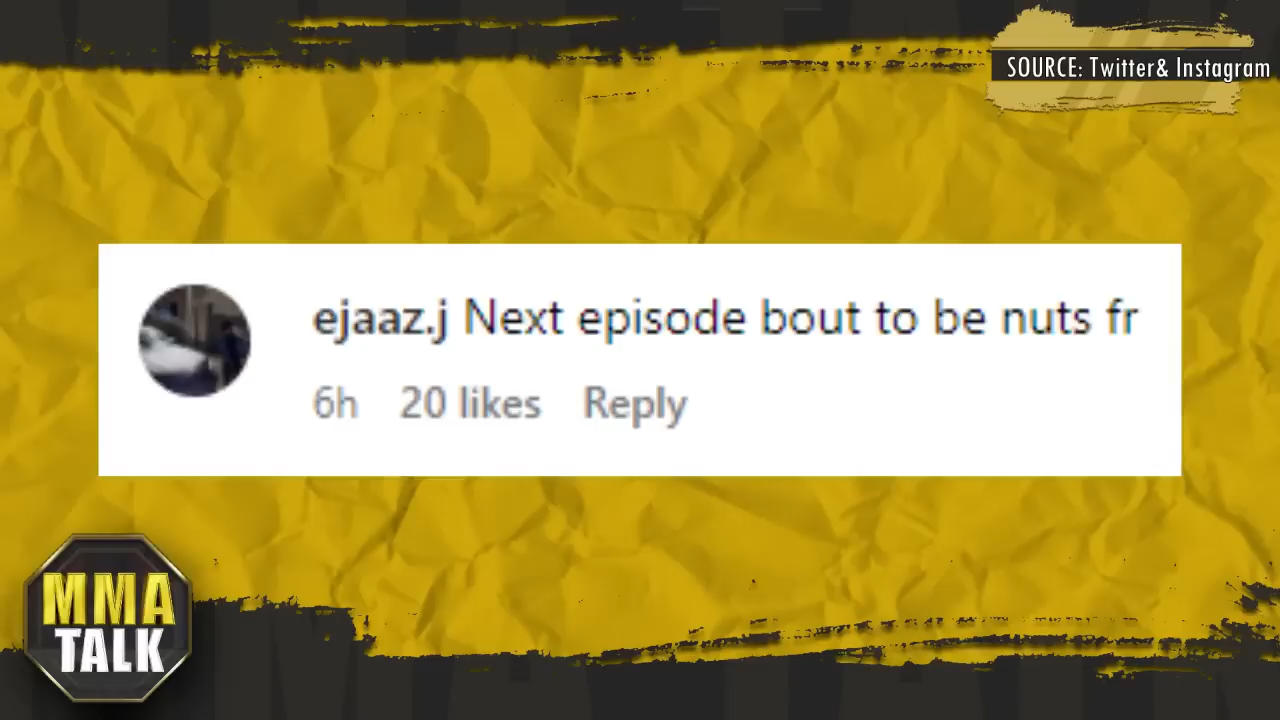 SOURCE: Twitter& Instagram
ejaaz.j Next episode bout to be nuts fr
6h 20 likes Reply
MMA
TALK